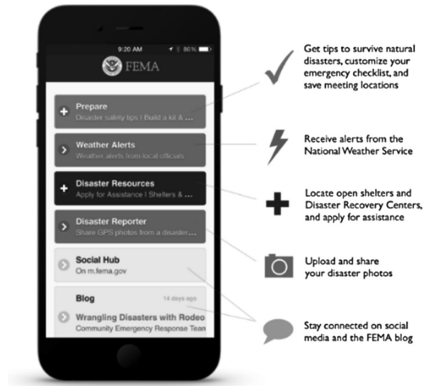 9:20 AM
80%
FEMA
Prepare
Disaster safety tips | Build a kit & ...
Weather Alerts
Weather alerts from local officials
Disaster Resources
Apply for Assistance | Shelters & ...
Disaster Reporter
Share GPS photos from a disaster...
Social Hub
On m.fema.gov
Blog
14 days ago
Wrangling Disasters with Rodeo
Community Emergency Response Team
Get tips to survive natural
disasters, customize your
emergency checklist, and
save meeting locations
Receive alerts from the
National Weather Service
Locate open shelters and
Disaster Recovery Centers,
and apply for assistance
Upload and share
your disaster photos
Stay connected on social
media and the FEMA blog